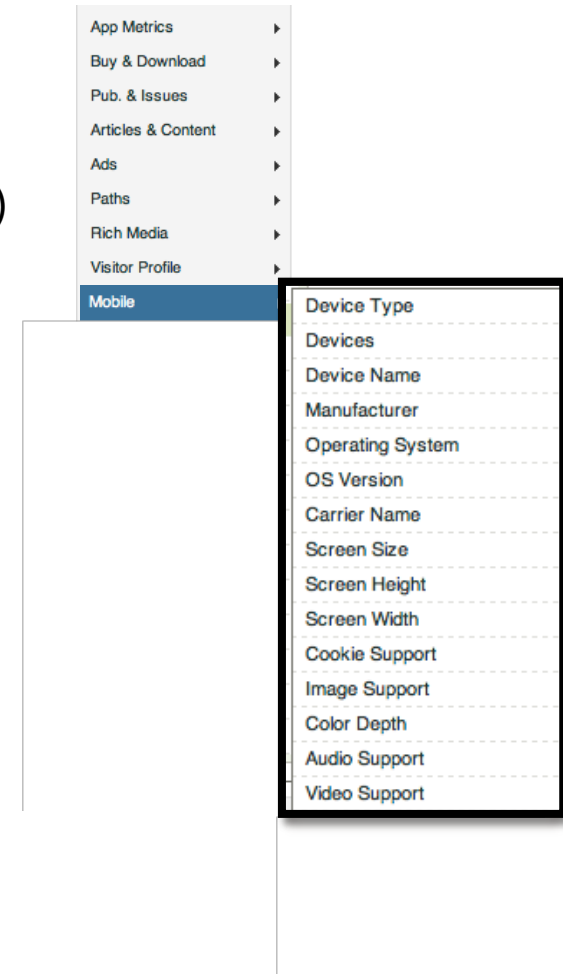 App Metrics
Buy & Download
Pub. & Issues
Articles & Content
Ads
)
Paths
Rich Media
Visitor Profile
Mobile
Device Type
Devices
Device Name
Manufacturer
Operating System
OS Version
Carrier Name
Screen Size
Screen Height
Screen Width
Cookie Support
Image Support
Color Depth
Audio Support
Video Support